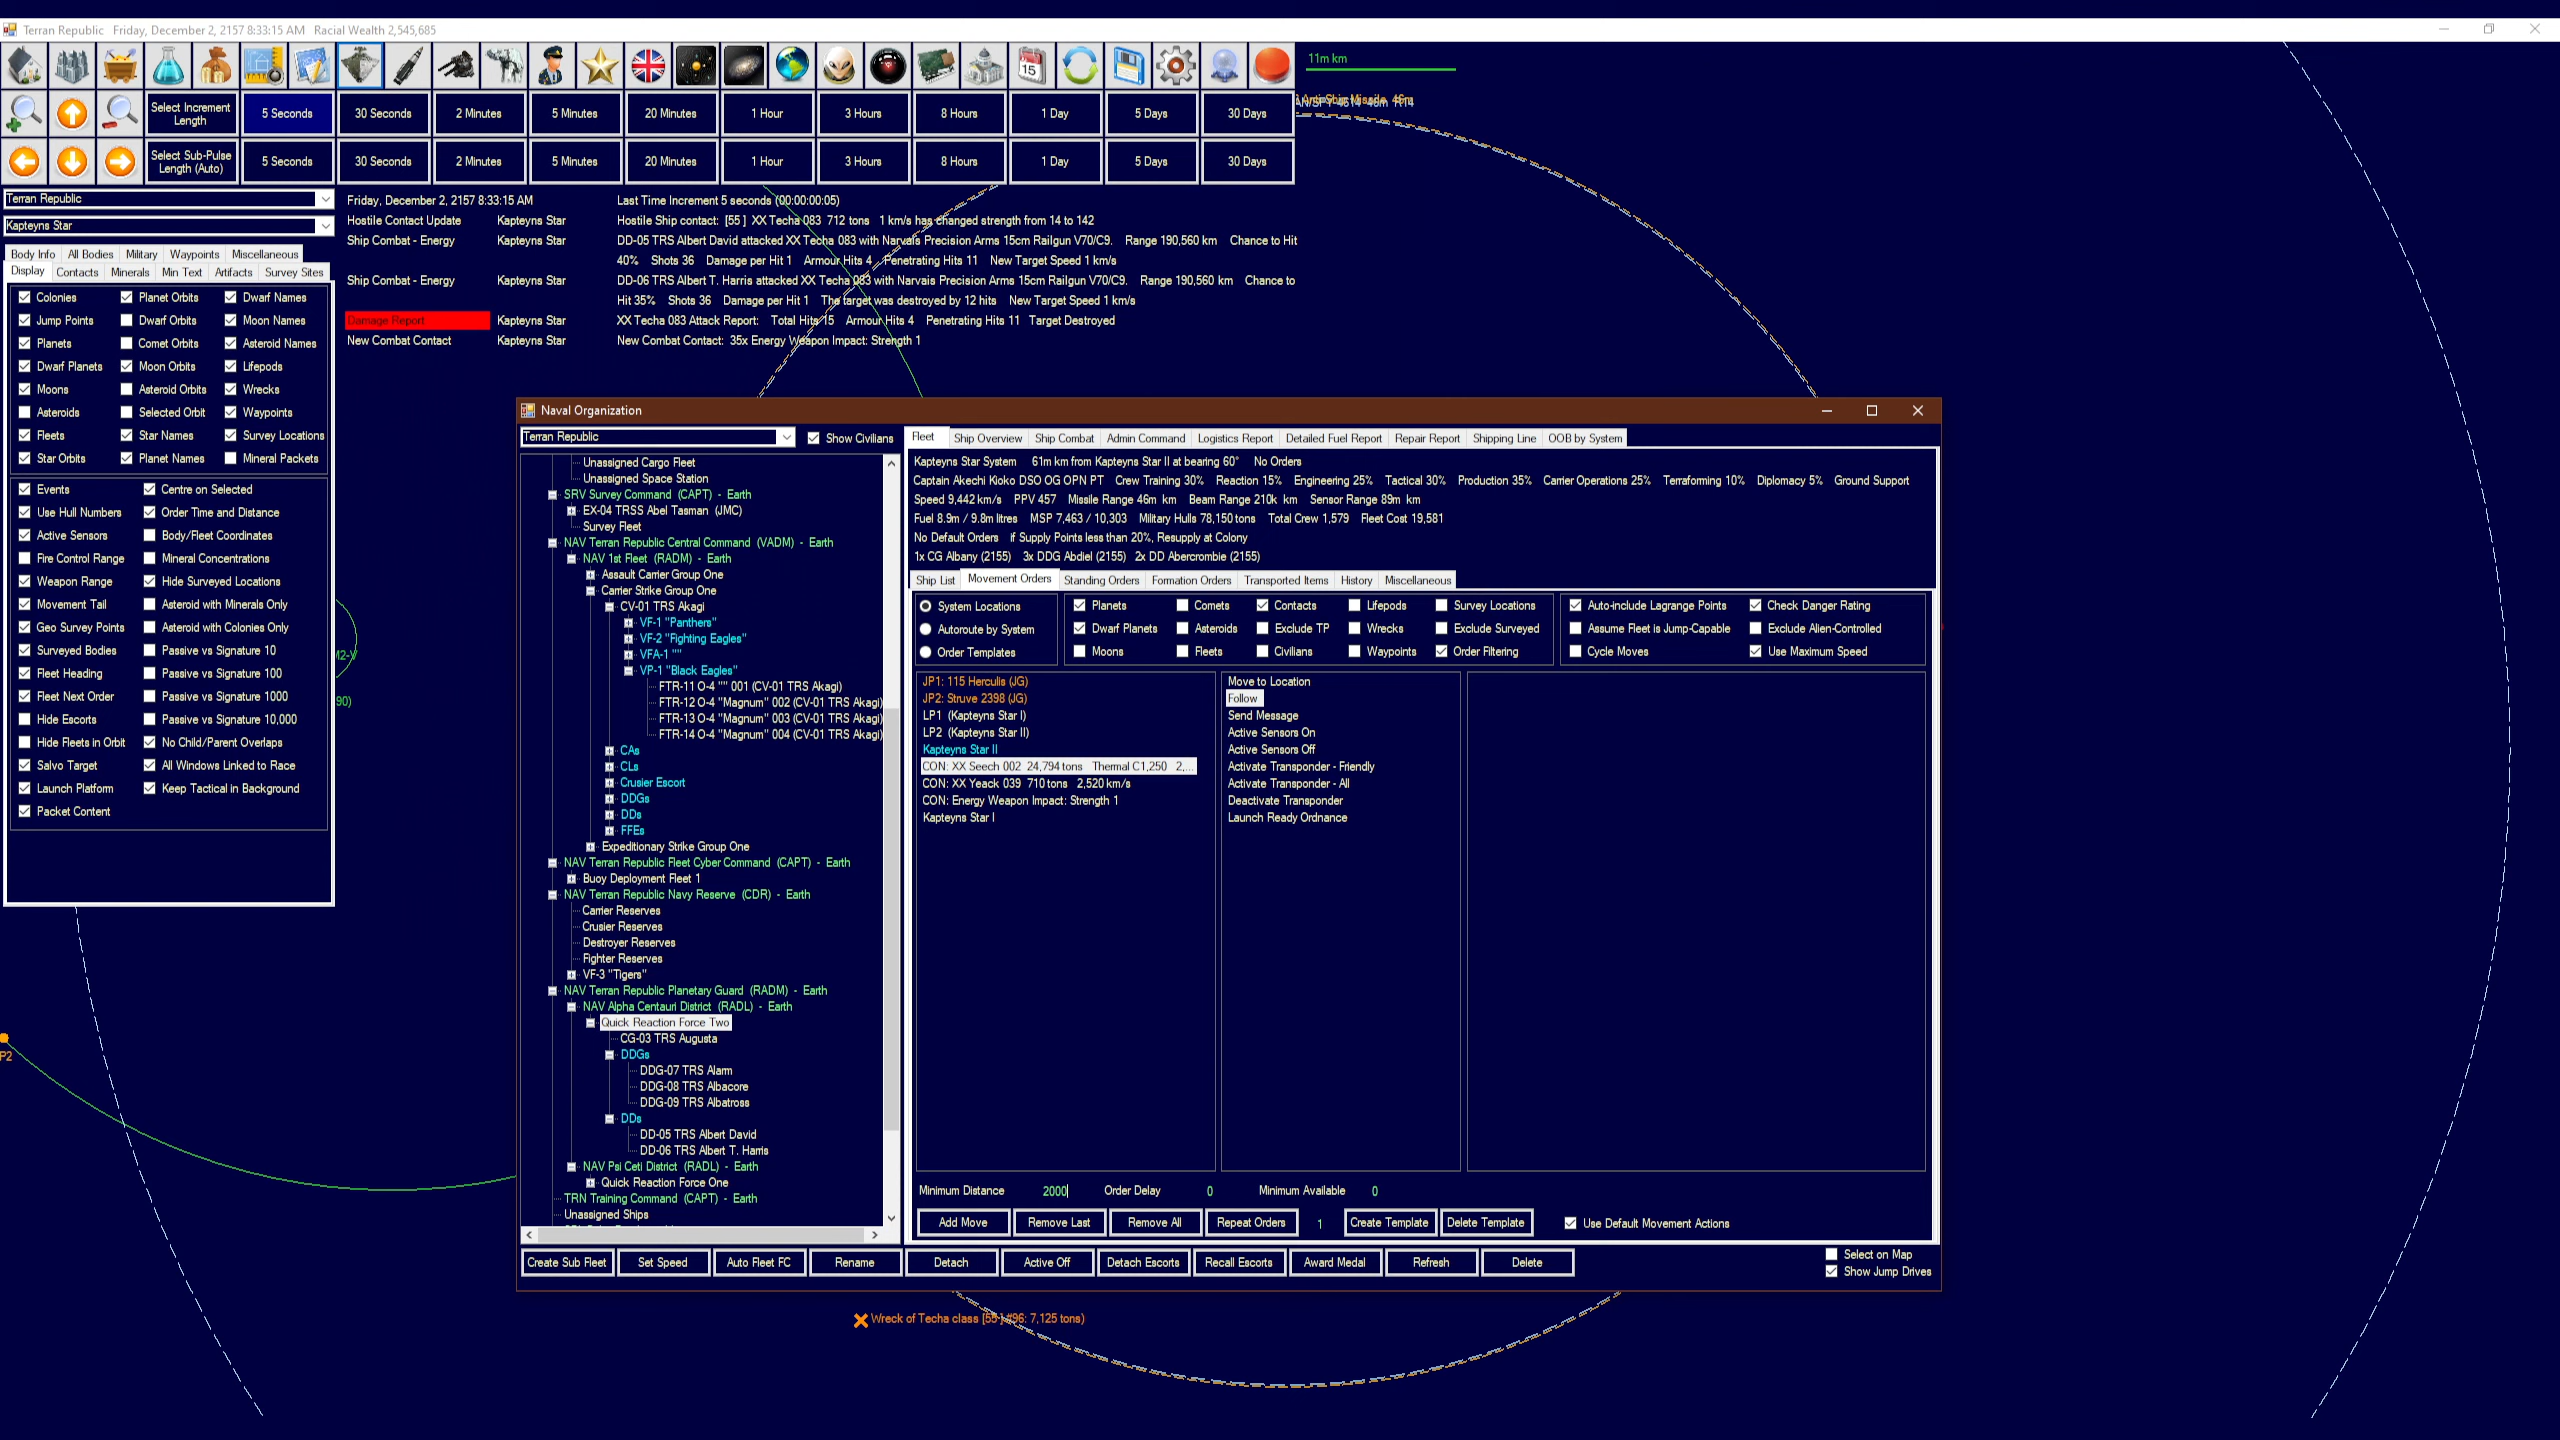 Terran Republic   Friday, December 2, 2157 8:33:15 AM   Racial Wealth 2,545,685
15
11m km
Select Increment Length
5 Seconds
30 Seconds
2 Minutes
5 Minutes
20 Minutes
1 Hour
3 Hours
8 Hours
1 Day
5 Days
30 Days
Select Sub-Pulse Length (Auto)
5 Seconds
30 Seconds
2 Minutes
5 Minutes
20 Minutes
1 Hour
3 Hours
8 Hours
1 Day
5 Days
30 Days
Terran Republic
Kapteyns Star
Body Info   All Bodies   Military   Waypoints   Miscellaneous
Display   Contacts   Minerals   Min Text   Artifacts   Survey Sites
Colonies   Planet Orbits   Dwarf Names
Jump Points   Dwarf Orbits   Moon Names
Planets   Comet Orbits   Asteroid Names
Dwarf Planets   Moon Orbits   Lifepods
Moons   Asteroid Orbits   Wrecks
Asteroids   Selected Orbit   Waypoints
Fleets   Star Names   Survey Locations
Star Orbits   Planet Names   Mineral Packets
Events   Centre on Selected
Use Hull Numbers   Order Time and Distance
Active Sensors   Body/Fleet Coordinates
Fire Control Range   Mineral Concentrations
Weapon Range   Hide Surveyed Locations
Movement Tail   Asteroid with Minerals Only
Geo Survey Points   Asteroid with Colonies Only
Surveyed Bodies   Passive vs Signature 10
Fleet Heading   Passive vs Signature 100
Fleet Next Order   Passive vs Signature 1000
Hide Escorts   Passive vs Signature 10,000
Hide Fleets in Orbit   No Child/Parent Overlaps
Salvo Target   All Windows Linked to Race
Launch Platform   Keep Tactical in Background
Packet Content
Friday, December 2, 2157 8:33:15 AM   Last Time Increment 5 seconds (00:00:00:05)
Hostile Contact Update   Kapteyns Star   Hostile Ship contact:  [55 ]  XX Techa 083  712 tons   1 km/s has changed strength from 14 to 142
Ship Combat - Energy   Kapteyns Star   DD-05 TRS Albert David attacked XX Techa 083 with Narvais Precision Arms 15cm Railgun V70/C9.   Range 190,560 km   Chance to Hit
40%   Shots 36   Damage per Hit 1   Armour Hits 4   Penetrating Hits 11   New Target Speed 1 km/s
Ship Combat - Energy   Kapteyns Star   DD-06 TRS Albert T. Harris attacked XX Techa 083 with Narvais Precision Arms 15cm Railgun V70/C9.   Range 190,560 km   Chance to
Hit 35%   Shots 36   Damage per Hit 1   The target was destroyed by 12 hits   New Target Speed 1 km/s
Damage Report   Kapteyns Star   XX Techa 083 Attack Report:   Total Hits 15   Armour Hits 4   Penetrating Hits 11   Target Destroyed
New Combat Contact   Kapteyns Star   New Combat Contact:  35x Energy Weapon Impact: Strength 1
90)
P2
Wreck of Techa class [55 ] #96: 7,125 tons)
Naval Organization
Terran Republic   Show Civilians
Unassigned Cargo Fleet
Unassigned Space Station
SRV Survey Command  (CAPT)  -  Earth
EX-04 TRSS Abel Tasman  (JMC)
Survey Fleet
NAV Terran Republic Central Command  (VADM)  -  Earth
NAV 1st Fleet  (RADM)  -  Earth
Assault Carrier Group One
Carrier Strike Group One
CV-01 TRS Akagi
VF-1 "Panthers"
VF-2 "Fighting Eagles"
VFA-1 ""
VP-1 "Black Eagles"
FTR-11 O-4 "" 001 (CV-01 TRS Akagi)
FTR-12 O-4 "Magnum" 002 (CV-01 TRS Akagi)
FTR-13 O-4 "Magnum" 003 (CV-01 TRS Akagi)
FTR-14 O-4 "Magnum" 004 (CV-01 TRS Akagi)
CAs
CLs
Crusier Escort
DDGs
DDs
FFEs
Expeditionary Strike Group One
NAV Terran Republic Fleet Cyber Command  (CAPT)  -  Earth
Buoy Deployment Fleet 1
NAV Terran Republic Navy Reserve  (CDR)  -  Earth
Carrier Reserves
Crusier Reserves
Destroyer Reserves
Fighter Reserves
VF-3 "Tigers"
NAV Terran Republic Planetary Guard  (RADM)  -  Earth
NAV Alpha Centauri District  (RADL)  -  Earth
Quick Reaction Force Two
CG-03 TRS Augusta
DDGs
DDG-07 TRS Alarm
DDG-08 TRS Albacore
DDG-09 TRS Albatross
DDs
DD-05 TRS Albert David
DD-06 TRS Albert T. Harris
NAV Psi Ceti District  (RADL)  -  Earth
Quick Reaction Force One
TRN Training Command  (CAPT)  -  Earth
Unassigned Ships
Fleet   Ship Overview   Ship Combat   Admin Command   Logistics Report   Detailed Fuel Report   Repair Report   Shipping Line   OOB by System
Kapteyns Star System   61m km from Kapteyns Star II at bearing 60°   No Orders
Captain Akechi Kioko DSO OG OPN PT   Crew Training 30%   Reaction 15%   Engineering 25%   Tactical 30%   Production 35%   Carrier Operations 25%   Terraforming 10%   Diplomacy 5%   Ground Support
Speed 9,442 km/s   PPV 457   Missile Range 46m km   Beam Range 210k km   Sensor Range 89m km
Fuel 8.9m / 9.8m litres   MSP 7,463 / 10,303   Military Hulls 78,150 tons   Total Crew 1,579   Fleet Cost 19,581
No Default Orders   if Supply Points less than 20%, Resupply at Colony
1x CG Albany (2155)   3x DDG Abdiel (2155)   2x DD Abercrombie (2155)
Ship List   Movement Orders   Standing Orders   Formation Orders   Transported Items   History   Miscellaneous
System Locations   Planets   Comets   Contacts   Lifepods   Survey Locations   Auto-include Lagrange Points   Check Danger Rating
Autoroute by System   Dwarf Planets   Asteroids   Exclude TP   Wrecks   Exclude Surveyed   Assume Fleet is Jump-Capable   Exclude Alien-Controlled
Order Templates   Moons   Fleets   Civilians   Waypoints   Order Filtering   Cycle Moves   Use Maximum Speed
JP1: 115 Herculis (JG)
JP2: Struve 2398 (JG)
LP1  (Kapteyns Star I)
LP2  (Kapteyns Star II)
Kapteyns Star II
CON: XX Seech 002  24,794 tons   Thermal C1,250   2,...
CON: XX Yeack 039  710 tons   2,520 km/s
CON: Energy Weapon Impact: Strength 1
Kapteyns Star I
Move to Location
Follow
Send Message
Active Sensors On
Active Sensors Off
Activate Transponder - Friendly
Activate Transponder - All
Deactivate Transponder
Launch Ready Ordnance
Minimum Distance   2000   Order Delay   0   Minimum Available   0
Add Move   Remove Last   Remove All   Repeat Orders   1   Create Template   Delete Template   Use Default Movement Actions
Create Sub Fleet   Set Speed   Auto Fleet FC   Rename   Detach   Active Off   Detach Escorts   Recall Escorts   Award Medal   Refresh   Delete
Select on Map
Show Jump Drives